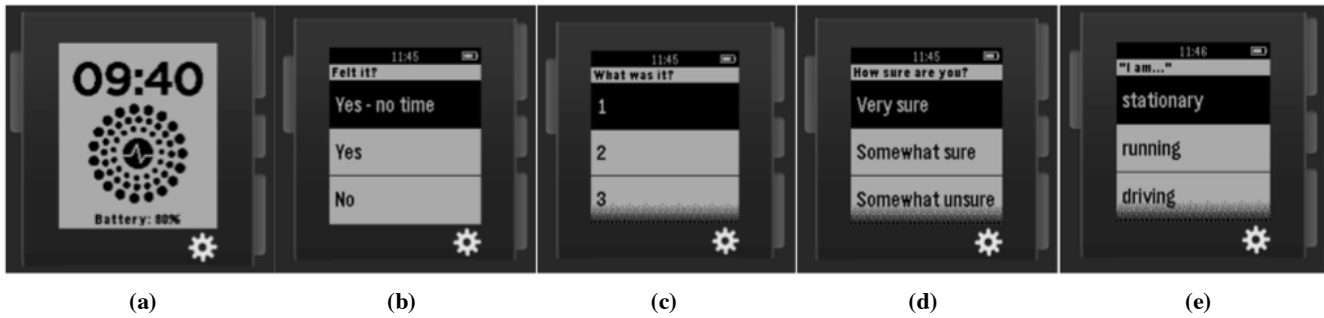 09:40
Battery: 80%
11:45
Felt it?
Yes - no time
Yes
No
11:45
What was it?
1
2
3
11:45
How sure are you?
Very sure
Somewhat sure
Somewhat unsure
11:46
"I am..."
stationary
running
driving
(a)
(b)
(c)
(d)
(e)